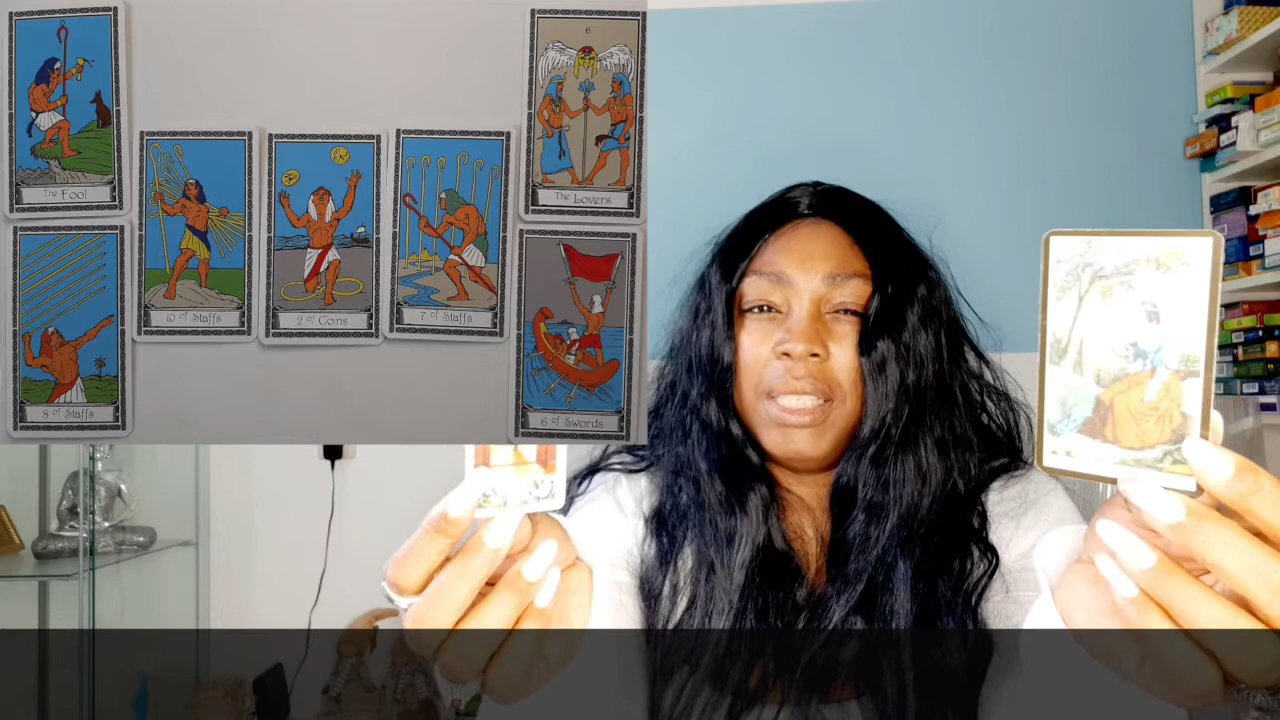 6
The Fool
The Lovers
10 of Staffs
2 of Coins
7 of Staffs
8 of Staffs
6 of Swords